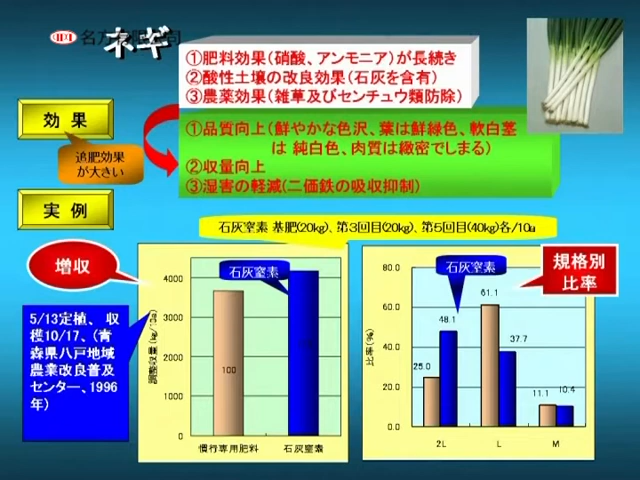 ネギ
①肥料効果(硝酸、アンモニア)が長続き
②酸性土壌の改良効果(石灰を含有)
③農薬効果(雑草及びセンチュウ類防除)
効果
追肥効果
が大きい
①品質向上(鮮やかな色沢、葉は鮮緑色、軟白茎
は 純白色、肉質は緻密でしまる)
②収量向上
③湿害の軽減(二価鉄の吸収抑制)
実例
石灰窒素 基肥(20kg)、第3回目(20kg)、第5回目(40kg)各/10a
増収
5/13定植、 収
穫10/17、(青
森県八戸地域
農業改良普及
センター、1996
年)
石灰窒素
調整収量(kg/10a)
4000
3000
2000
1000
0
100
慣行専用肥料
石灰窒素
規格別
比率
石灰窒素
比率(%)
80.0
60.0
40.0
20.0
0.0
25.0
48.1
61.1
37.7
11.1
10.4
2L
L
M